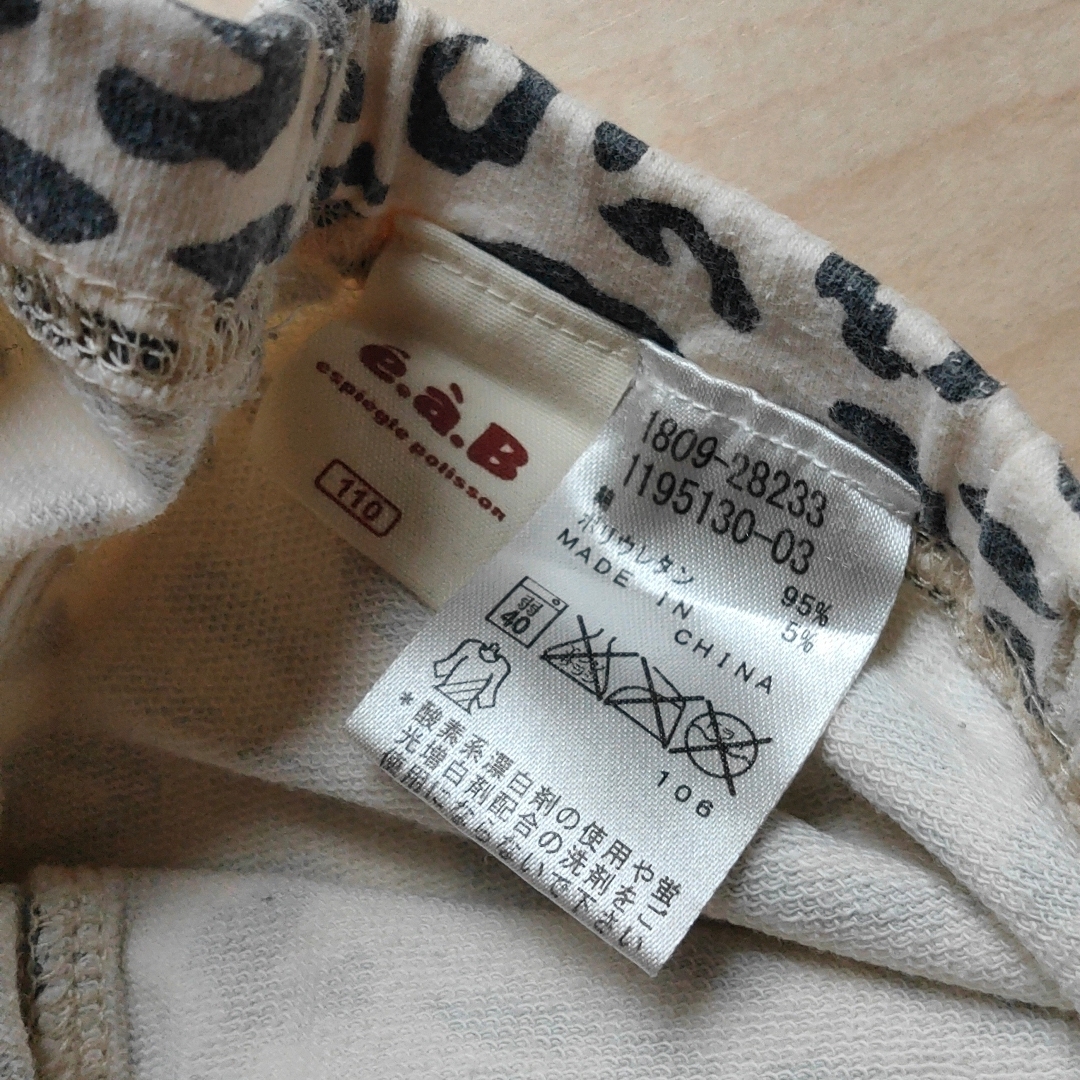 é.à.B
espiegle polisson
110
1809-28233
1195130-03
綿 95%
ポリウレタン 5%
MADE IN CHINA
弱
40
106
*酸素系漂白剤の使用や蛍
光増白剤配合の洗剤をご
使用にならないで下さい